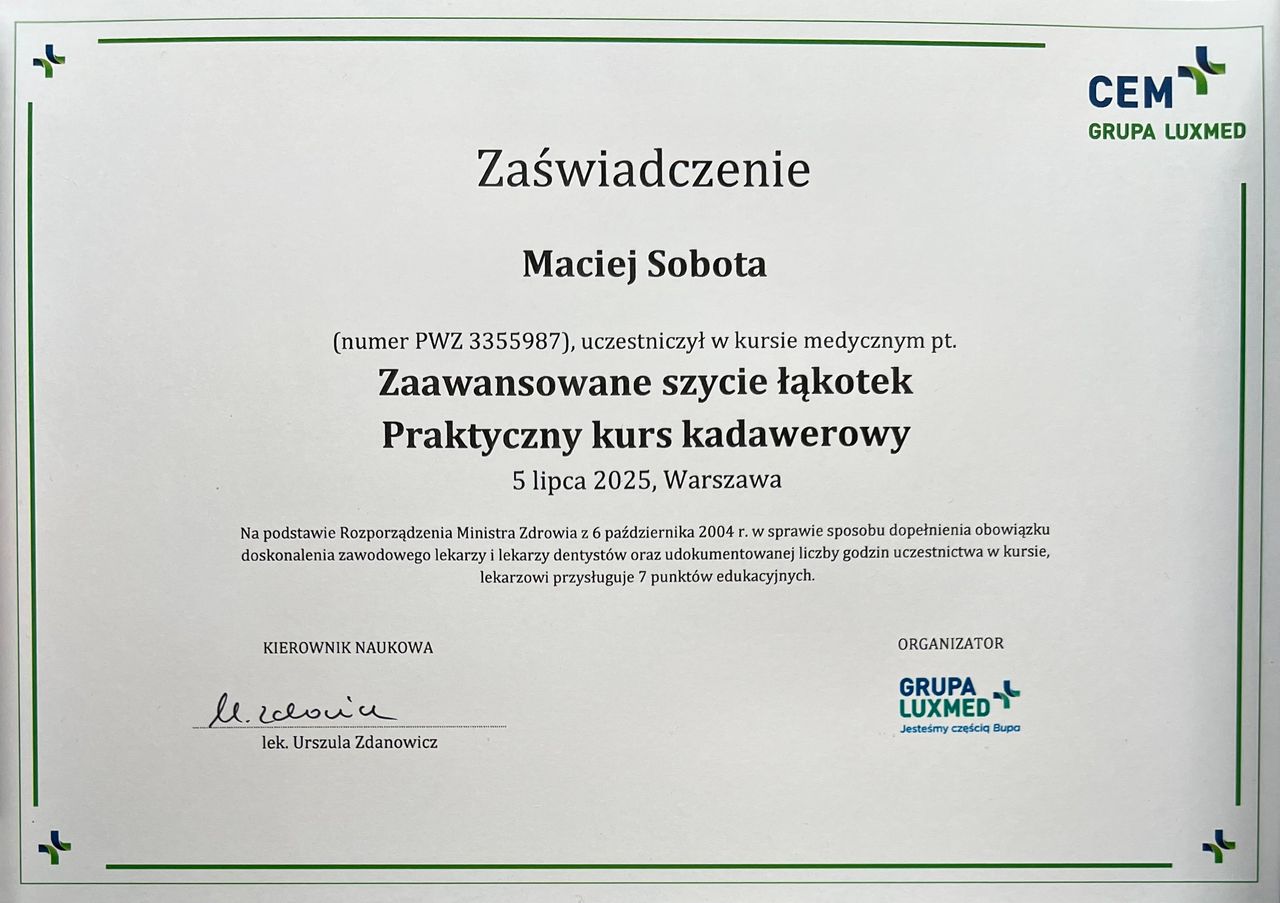 CEM
GRUPA LUXMED
Zaświadczenie
Maciej Sobota
(numer PWZ 3355987), uczestniczył w kursie medycznym pt.
Zaawansowane szycie łąkotek
Praktyczny kurs kadawerowy
5 lipca 2025, Warszawa
Na podstawie Rozporządzenia Ministra Zdrowia z 6 października 2004 r. w sprawie sposobu dopełnienia obowiązku
doskonalenia zawodowego lekarzy i lekarzy dentystów oraz udokumentowanej liczby godzin uczestnictwa w kursie,
lekarzowi przysługuje 7 punktów edukacyjnych.
KIEROWNIK NAUKOWA
lek. Urszula Zdanowicz
ORGANIZATOR
GRUPA
LUXMED
Jesteśmy częścią Bupa